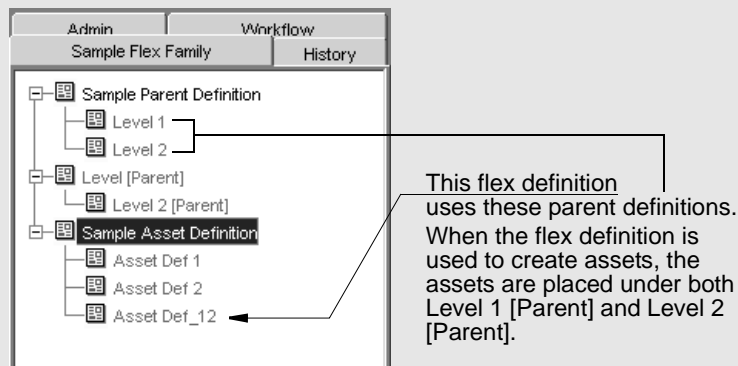 Admin
Workflow
Sample Flex Family
History
Sample Parent Definition
Level 1
Level 2
Level [Parent]
Level 2 [Parent]
Sample Asset Definition
Asset Def 1
Asset Def 2
Asset Def_12
This flex definition
uses these parent definitions.
When the flex definition is
used to create assets, the
assets are placed under both
Level 1 [Parent] and Level 2
[Parent].